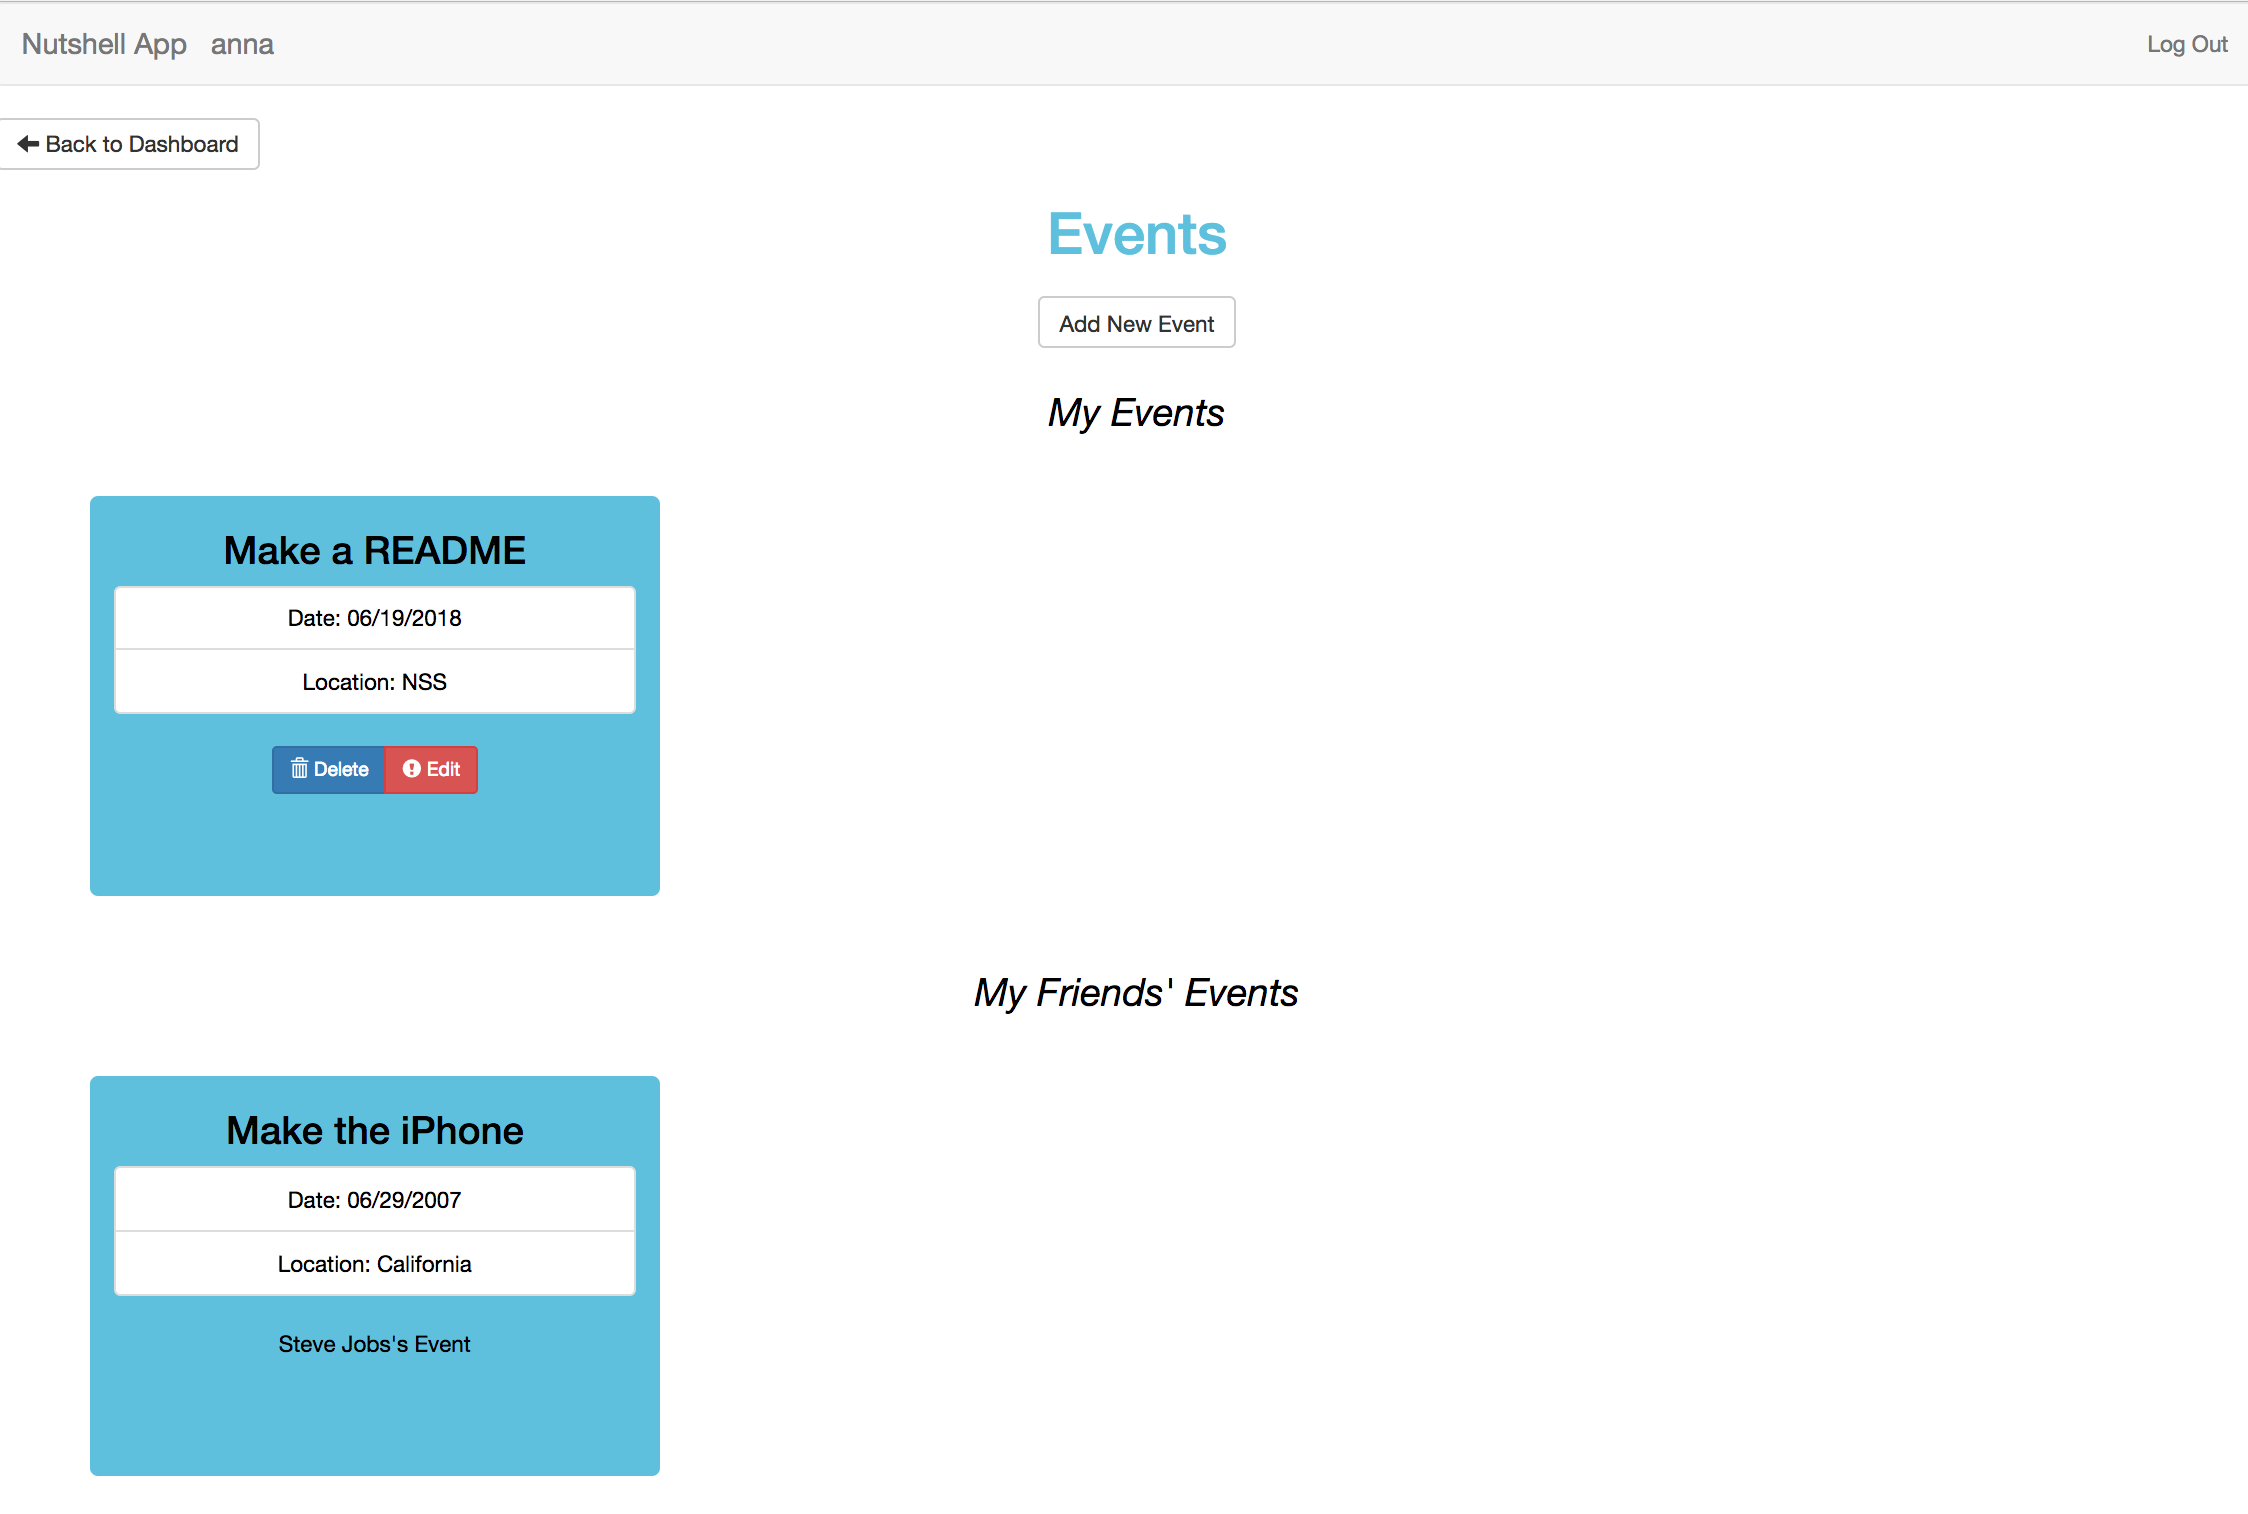 Nutshell App anna Log Out
Back to Dashboard
Events
Add New Event
My Events
Make a README
Date: 06/19/2018
Location: NSS
Delete Edit
My Friends' Events
Make the iPhone
Date: 06/29/2007
Location: California
Steve Jobs's Event